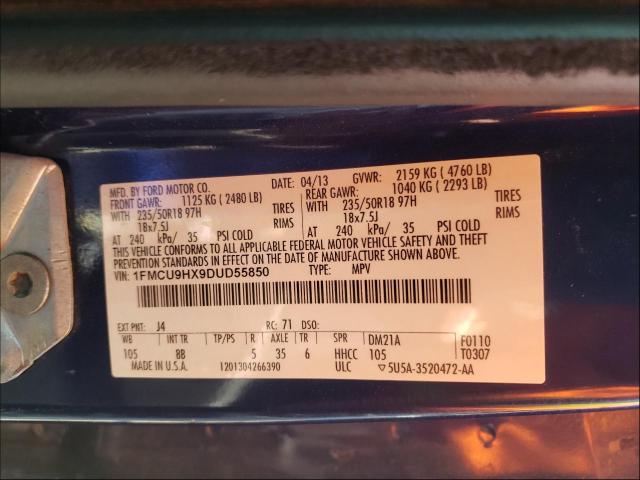 MFD. BY FORD MOTOR CO. DATE: 04/13 GVWR: 2159 KG ( 4760 LB)
FRONT GAWR: 1125 KG ( 2480 LB) REAR GAWR: 1040 KG ( 2293 LB)
WITH 235/50R18 97H TIRES WITH 235/50R18 97H TIRES
18x7.5J RIMS 18x7.5J RIMS
AT 240 kPa/ 35 PSI COLD AT 240 kPa/ 35 PSI COLD
THIS VEHICLE CONFORMS TO ALL APPLICABLE FEDERAL MOTOR VEHICLE SAFETY AND THEFT
PREVENTION STANDARDS IN EFFECT ON THE DATE OF MANUFACTURE SHOWN ABOVE.
VIN: 1FMCU9HX9DUD55850 TYPE: MPV
EXT PNT: J4 RC: 71 DSO:
WB INT TR TP/PS R AXLE TR SPR DM21A F0110
105 8B 5 35 6 HHCC 105 T0307
MADE IN U.S.A. 1201304266390 ULC ▽5U5A-3520472-AA